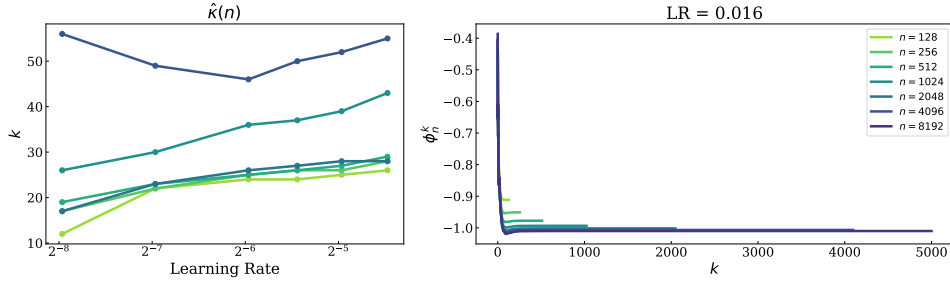 κ̂(n)
k
50
40
30
20
10
2⁻⁸
2⁻⁷
2⁻⁶
2⁻⁵
Learning Rate
LR = 0.016
ϕₙᵏ
−0.4
−0.5
−0.6
−0.7
−0.8
−0.9
−1.0
0
1000
2000
3000
4000
5000
k
n = 128
n = 256
n = 512
n = 1024
n = 2048
n = 4096
n = 8192